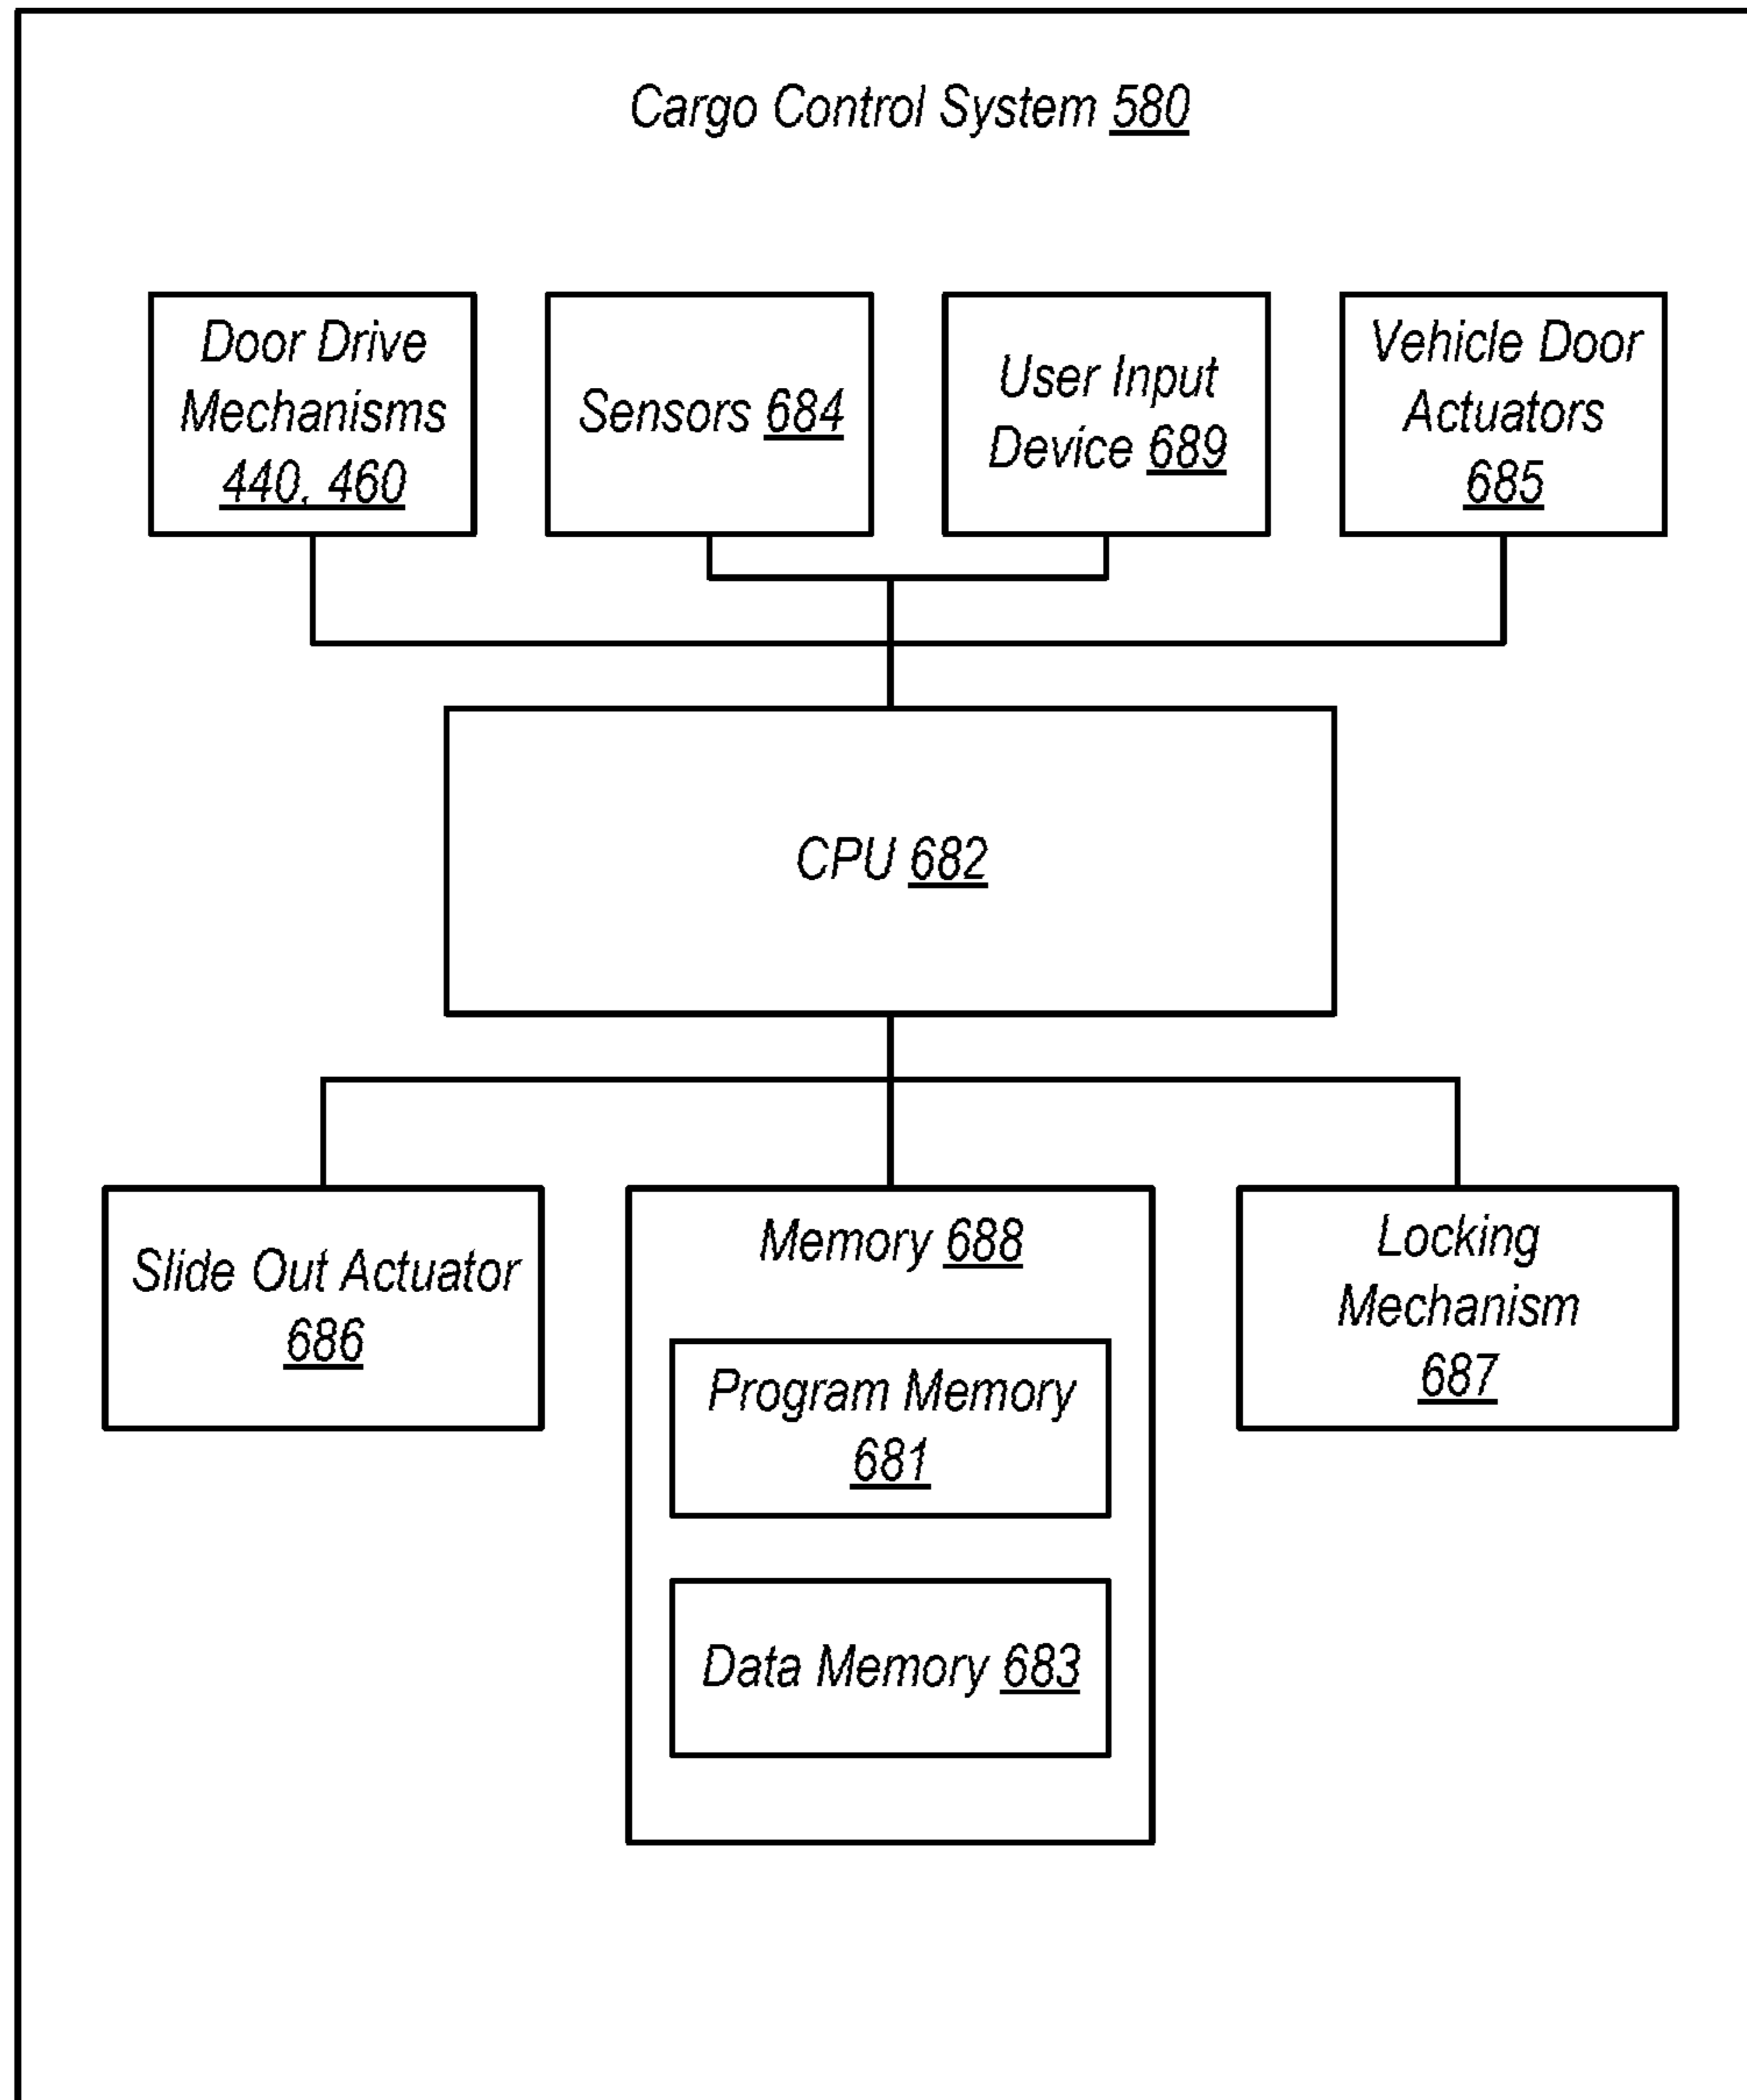 Cargo Control System 580
Door Drive
Mechanisms
440, 460
Sensors 684
User Input
Device 689
Vehicle Door
Actuators
685
CPU 682
Slide Out Actuator
686
Memory 688
Program Memory
681
Data Memory 683
Locking
Mechanism
687